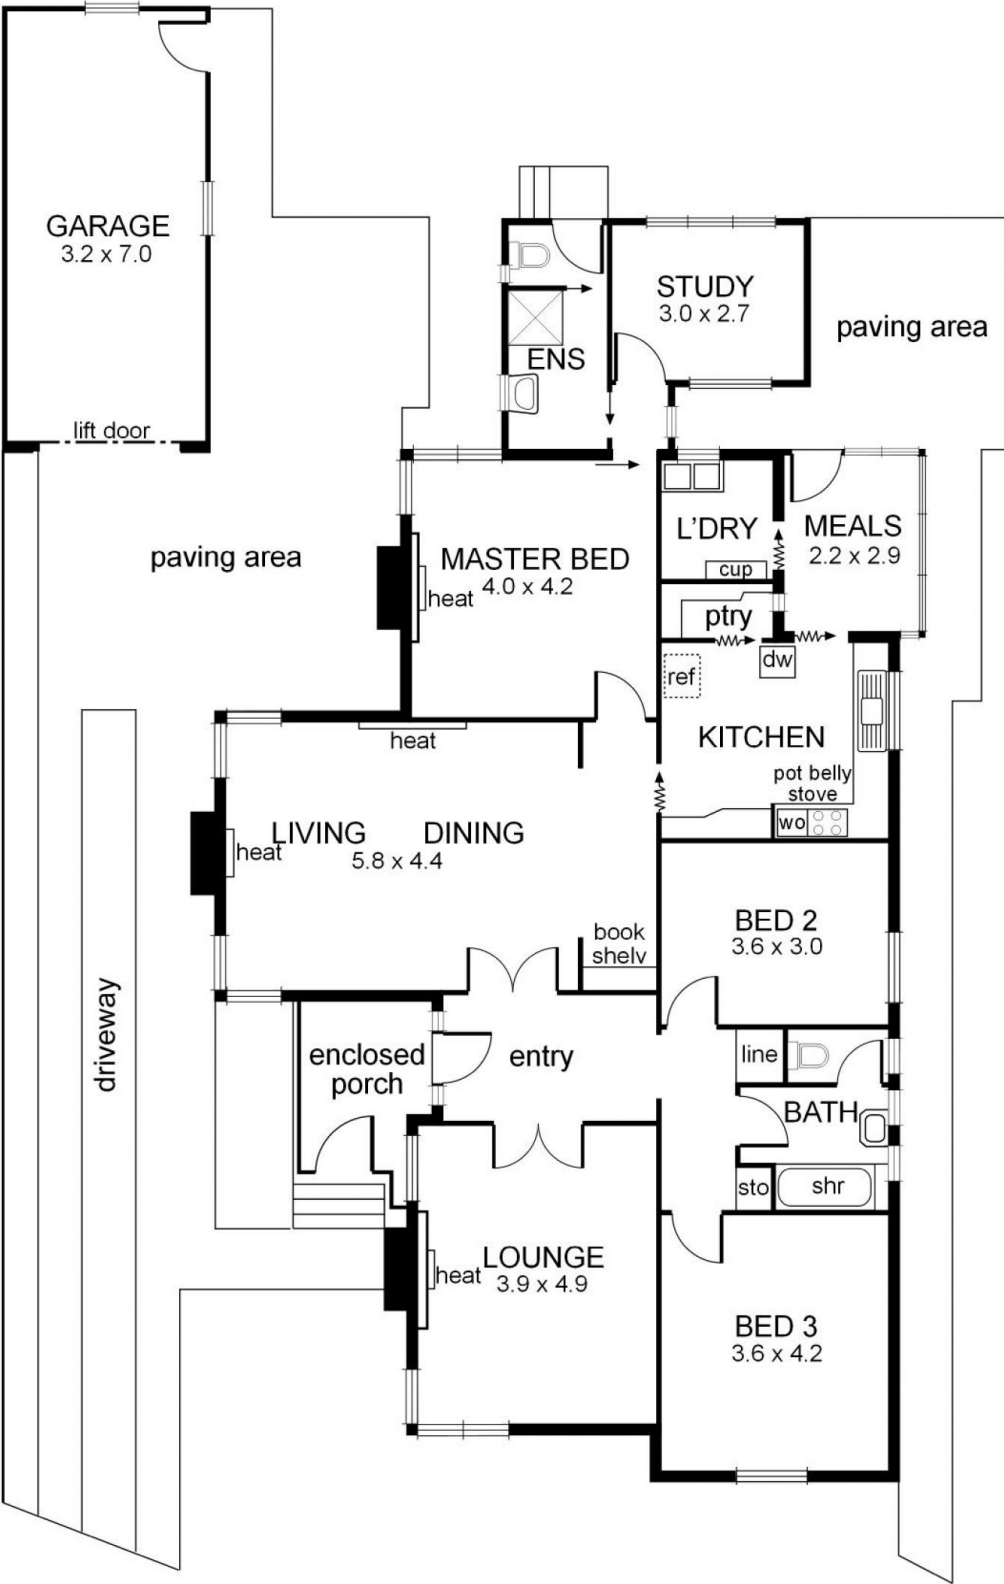 GARAGE
3.2 x 7.0
lift door
STUDY
3.0 x 2.7
paving area
ENS
paving area
MASTER BED
4.0 x 4.2
heat
L'DRY
cup
MEALS
2.2 x 2.9
ptry
ref
dw
KITCHEN
pot belly
stove
wo
heat
LIVING DINING
5.8 x 4.4
heat
book
shelv
BED 2
3.6 x 3.0
driveway
enclosed
porch
entry
line
BATH
sto
shr
LOUNGE
3.9 x 4.9
heat
BED 3
3.6 x 4.2